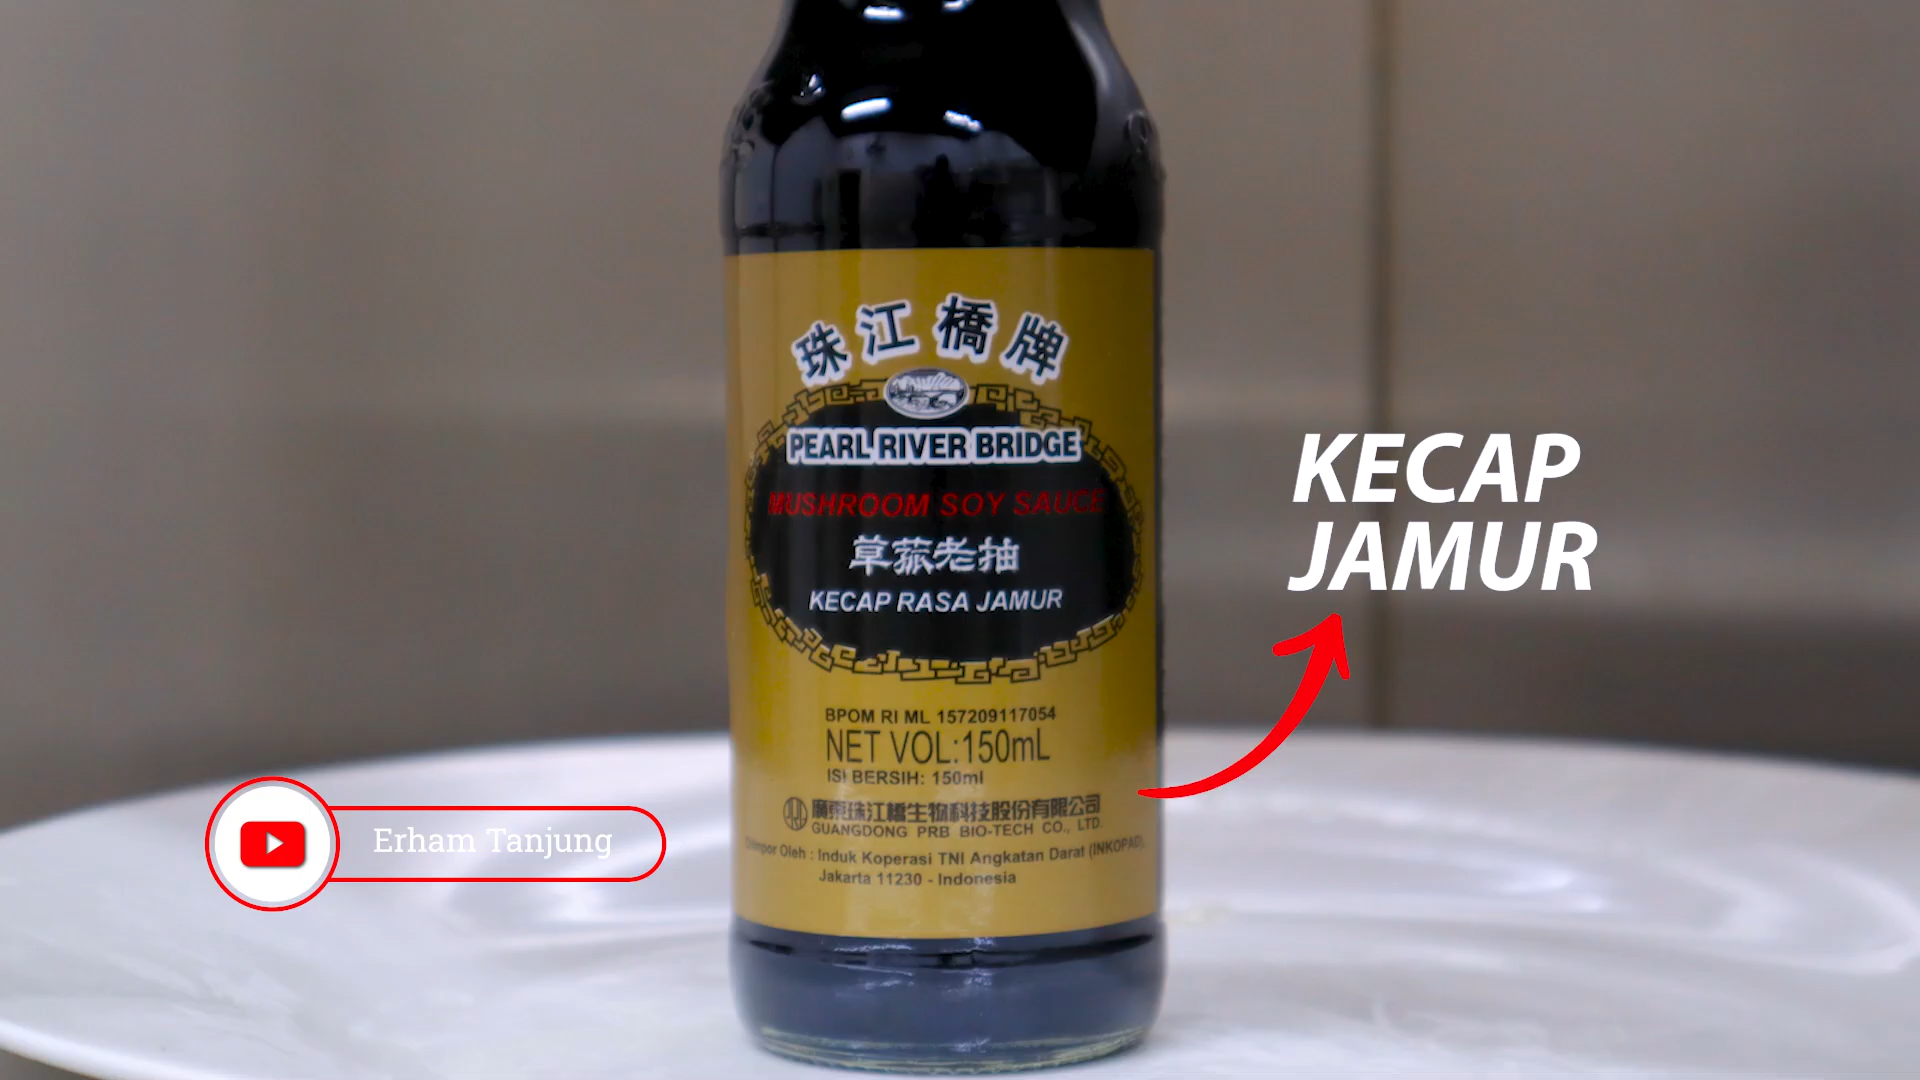 珠江橋牌
PEARL RIVER BRIDGE
MUSHROOM SOY SAUCE
草菰老抽
KECAP RASA JAMUR
BPOM RI ML 157209117054
NET VOL:150mL
ISI BERSIH: 150ml
廣東珠江橋生物科技股份有限公司
GUANGDONG PRB BIO-TECH CO., LTD.
Diimpor Oleh : Induk Koperasi TNI Angkatan Darat (INKOPAD),
Jakarta 11230 - Indonesia
KECAP
JAMUR
Erham Tanjung